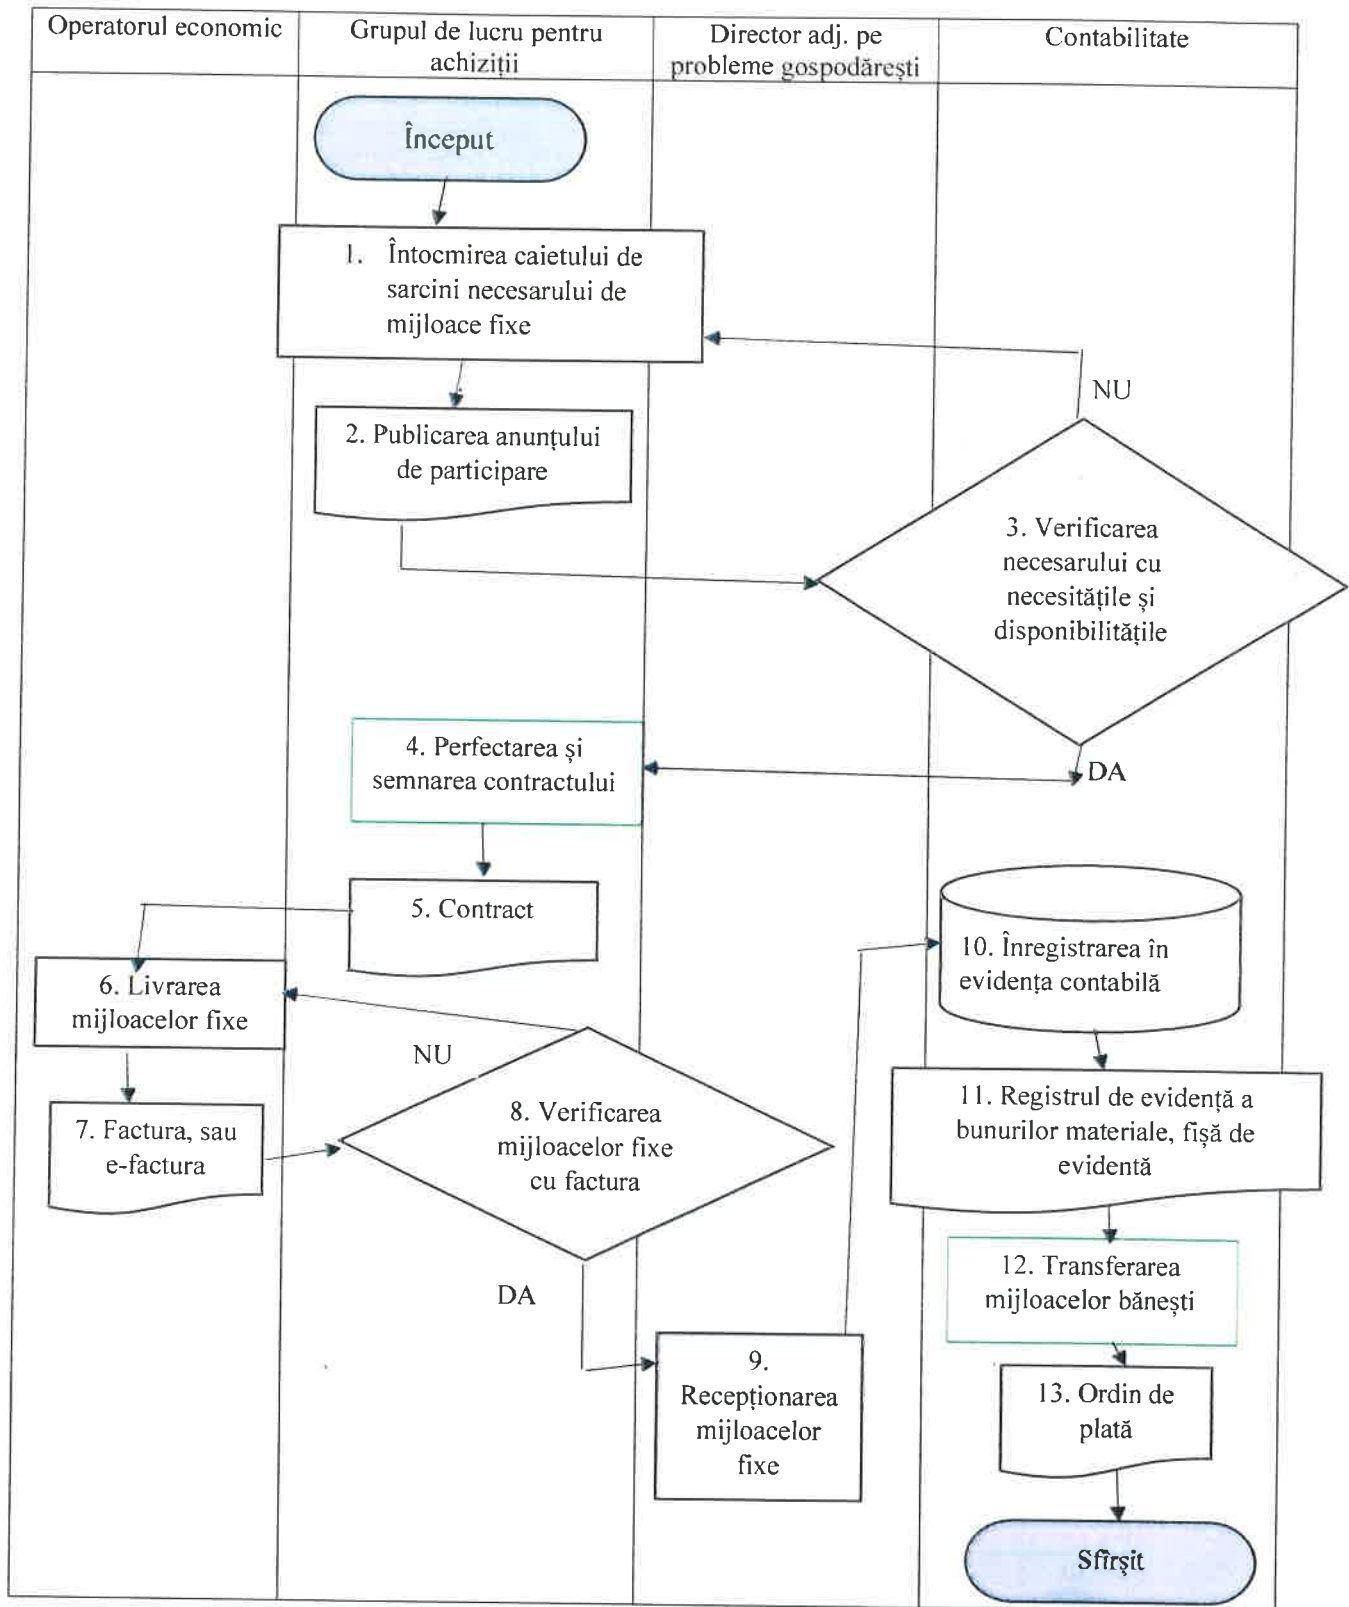 Operatorul economic
Grupul de lucru pentru
achiziții
Director adj. pe
probleme gospodărești
Contabilitate
Început
1. Întocmirea caietului de
sarcini necesarului de
mijloace fixe
NU
2. Publicarea anunțului
de participare
3. Verificarea
necesarului cu
necesitățile și
disponibilitățile
4. Perfectarea și
semnarea contractului
DA
5. Contract
6. Livrarea
mijloacelor fixe
7. Factura, sau
e-factura
NU
8. Verificarea
mijloacelor fixe
cu factura
DA
9.
Recepționarea
mijloacelor
fixe
10. Înregistrarea în
evidența contabilă
11. Registrul de evidență a
bunurilor materiale, fișă de
evidentă
12. Transferarea
mijloacelor bănești
13. Ordin de
plată
Sfîrșit